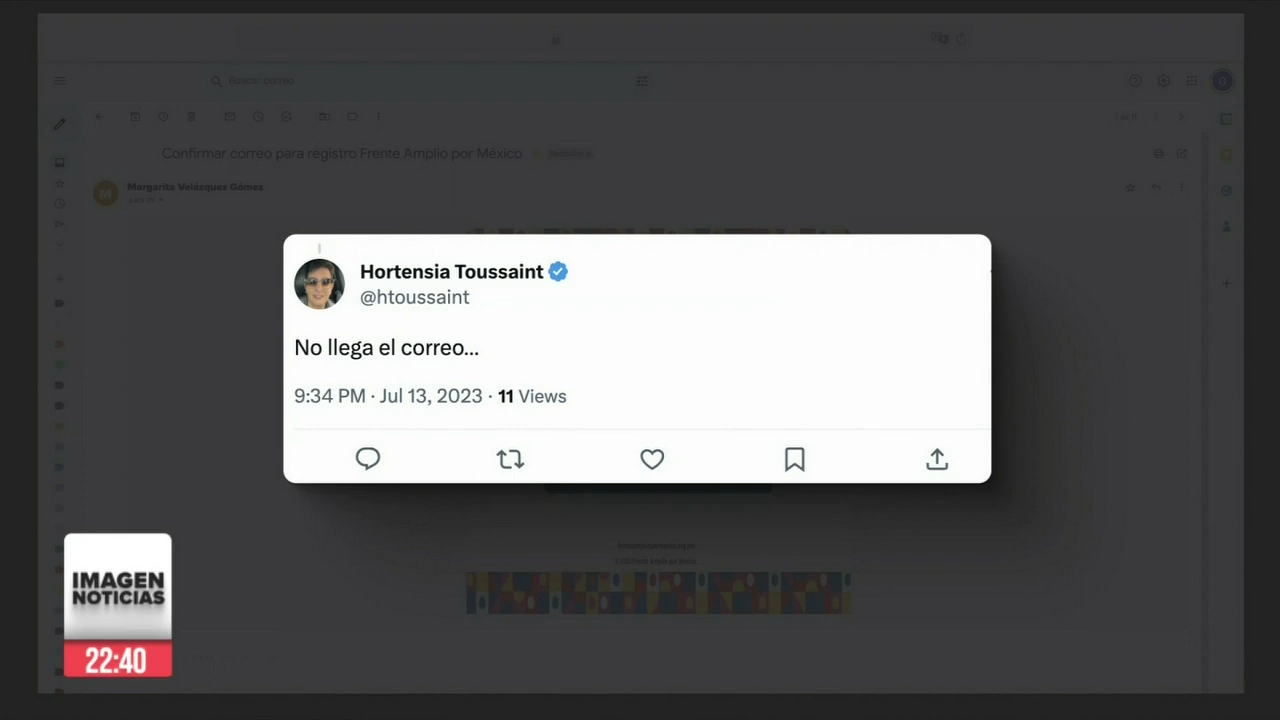 Buscar correo
Confirmar correo para registro Frente Amplio por México
Margarita Velázquez Gómez
M
Hortensia Toussaint
@htoussaint
No llega el correo...
9:34 PM · Jul 13, 2023 · 11 Views
IMAGEN
NOTICIAS
22:40